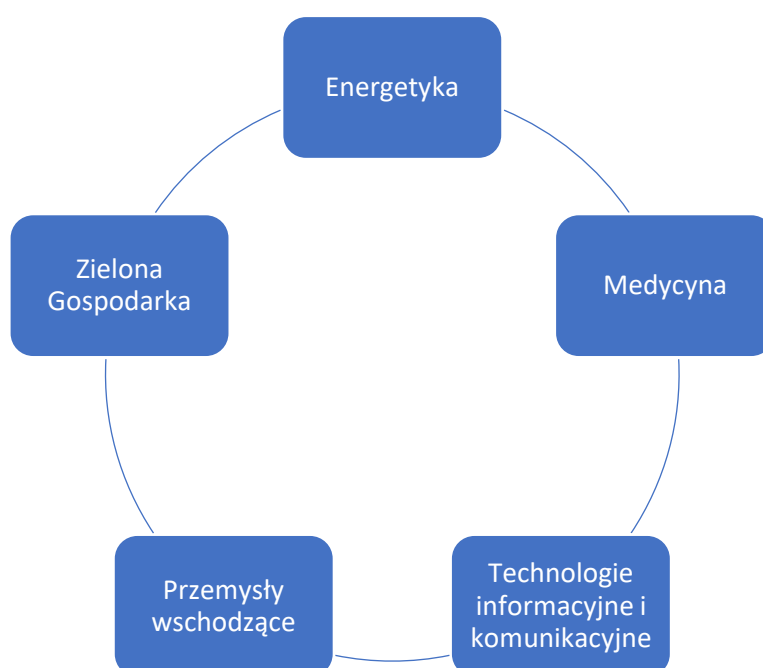 Energetyka
Medycyna
Technologie
informacyjne i
komunikacyjne
Przemysły
wschodzące
Zielona
Gospodarka